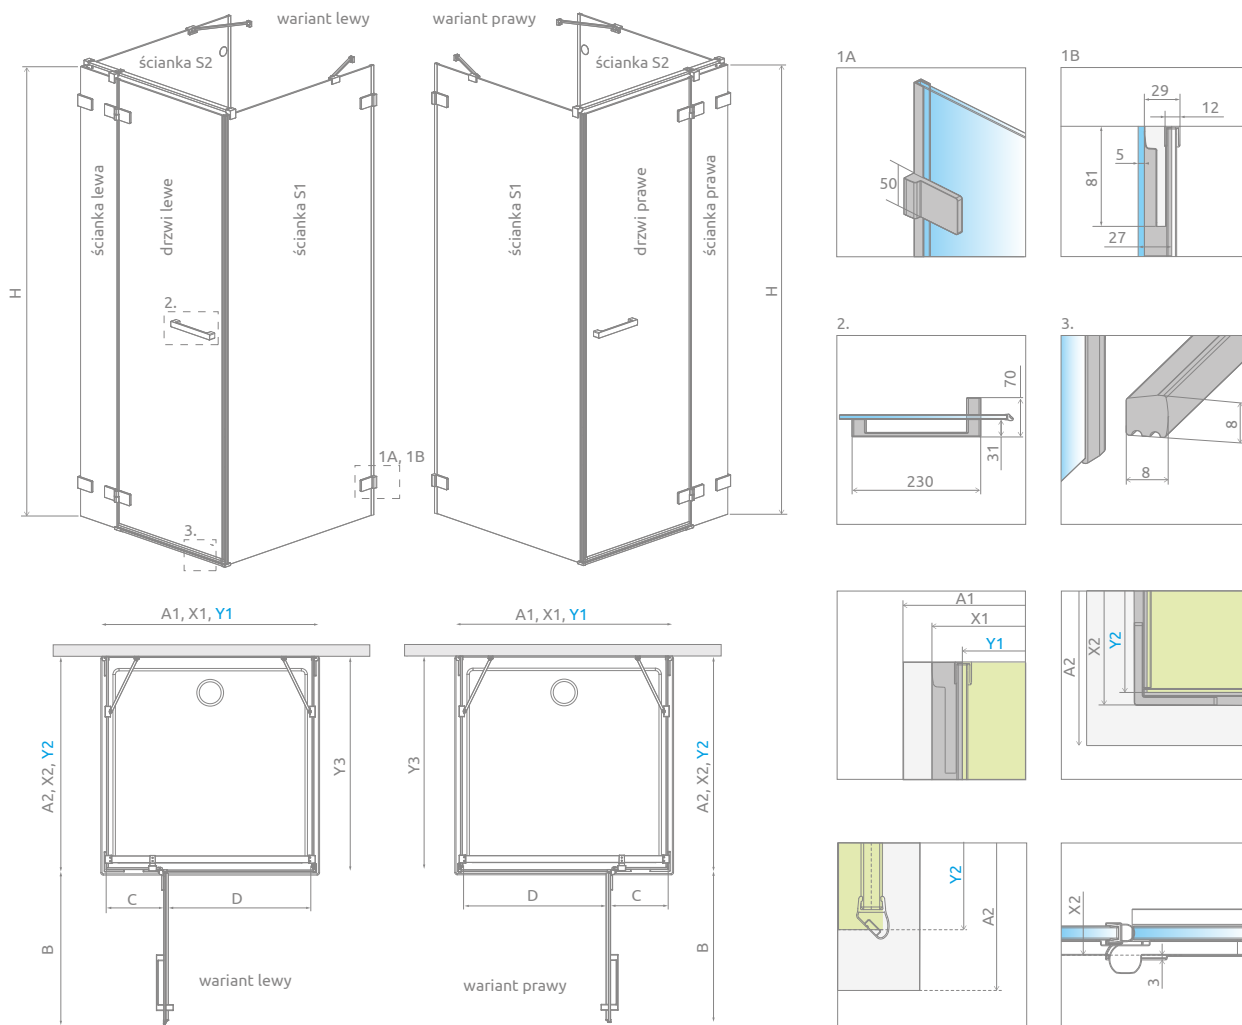 wariant lewy
wariant prawy
ścianka S2
ścianka S2
H
ścianka lewa
drzwi lewe
ścianka S1
ścianka S1
drzwi prawe
ścianka prawa
H
2.
1A, 1B
3.
1A
50
1B
29
12
5
81
27
2.
70
31
230
3.
8
8
A1, X1, Y1
A1, X1, Y1
A2, X2, Y2
Y3
Y3
A2, X2, Y2
C
D
D
C
B
B
wariant lewy
wariant prawy
A1
X1
Y1
A2
X2
Y2
Y2
A2
X2
3